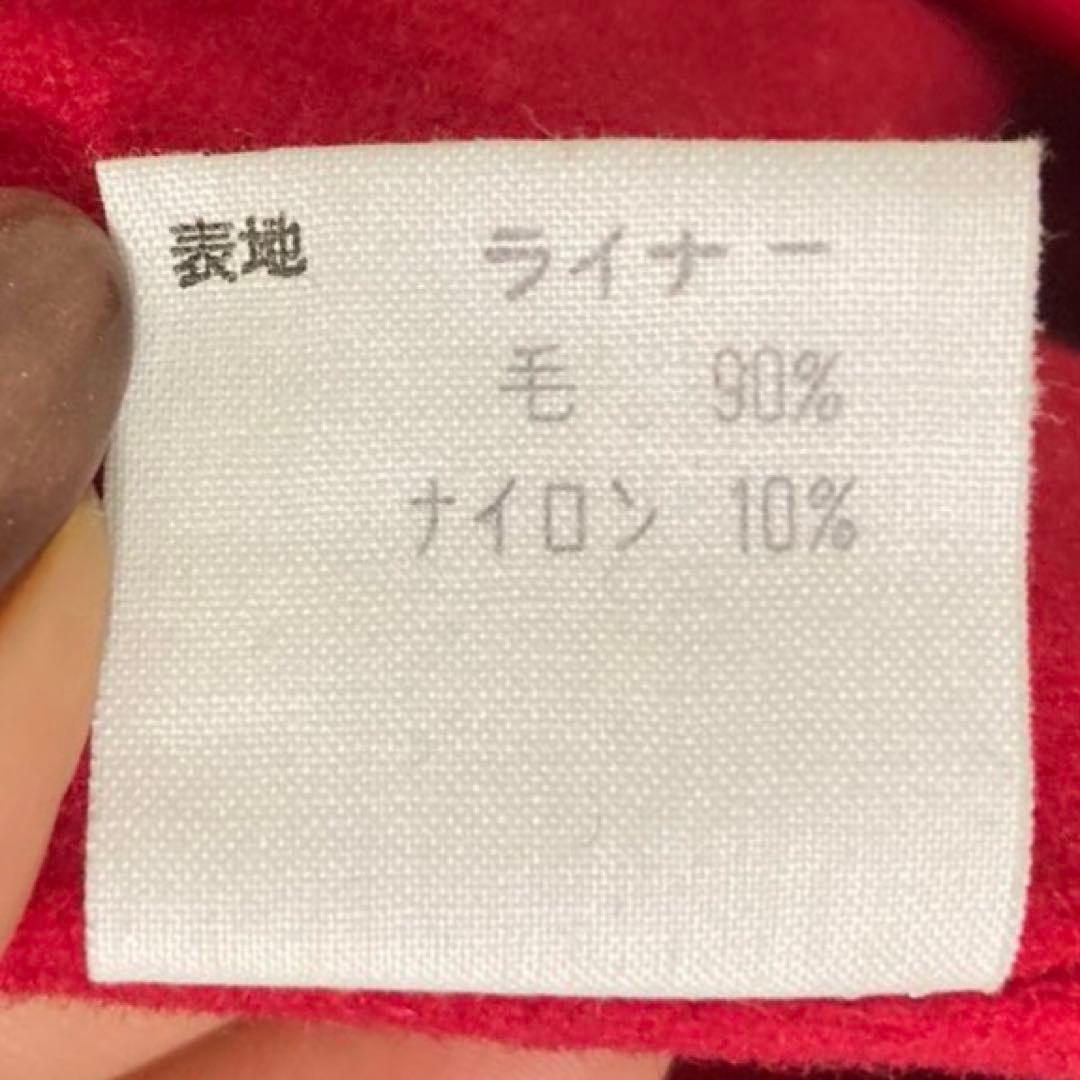 表地 ライナー
毛 90%
ナイロン 10%